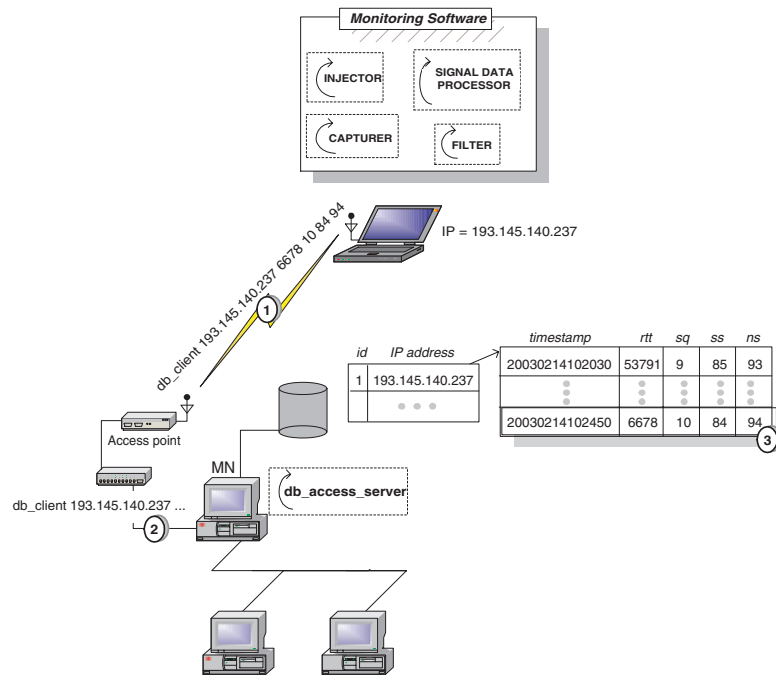 Monitoring Software
INJECTOR
SIGNAL DATA
PROCESSOR
CAPTURER
FILTER
IP = 193.145.140.237
db_client 193.145.140.237 6678 10 84 94
1
id IP address
1 193.145.140.237
timestamp rtt sq ss ns
20030214102030 53791 9 85 93
20030214102450 6678 10 84 94
3
Access point
MN
db_access_server
db_client 193.145.140.237 ...
2